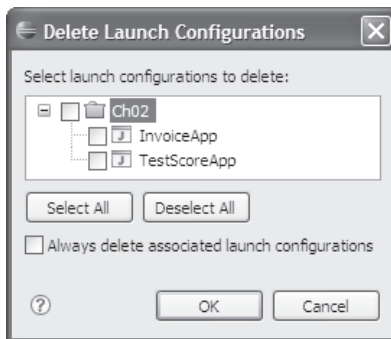 Delete Launch Configurations
Select launch configurations to delete:
Ch02
J InvoiceApp
J TestScoreApp
Select All Deselect All
Always delete associated launch configurations
? OK Cancel